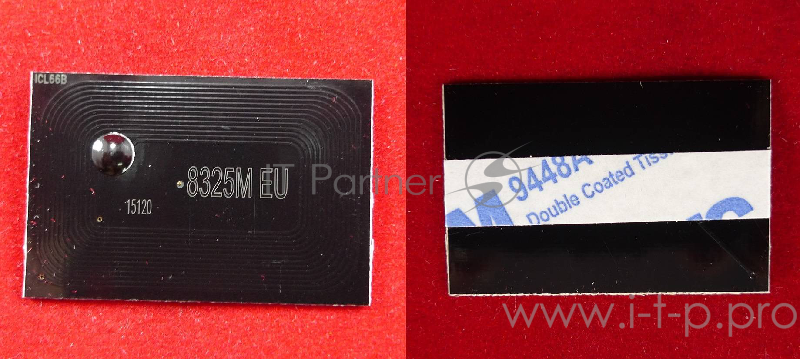 ICL66B
8325M EU
15120
IT Partner
9448A
Double Coated Tiss
www.i-t-p.pro